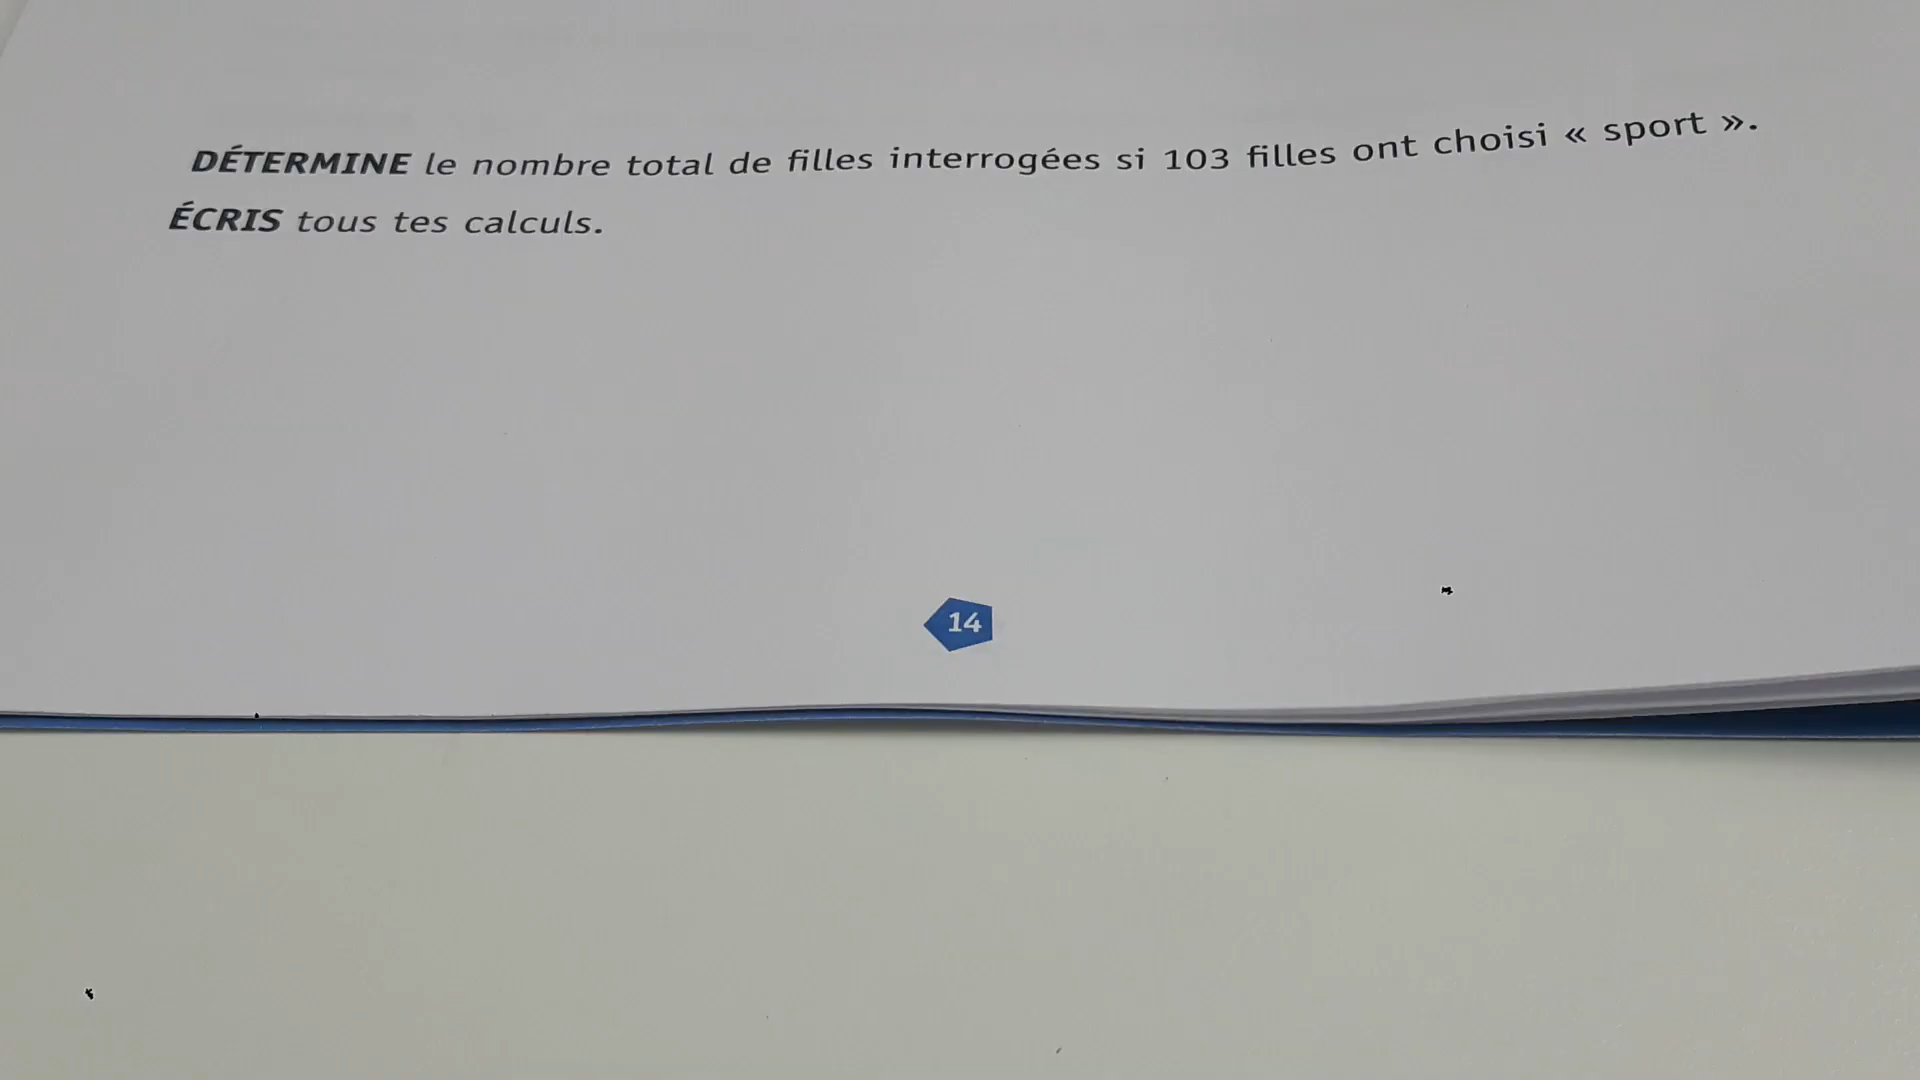 DÉTERMINE le nombre total de filles interrogées si 103 filles ont choisi « sport ».
ÉCRIS tous tes calculs.
14